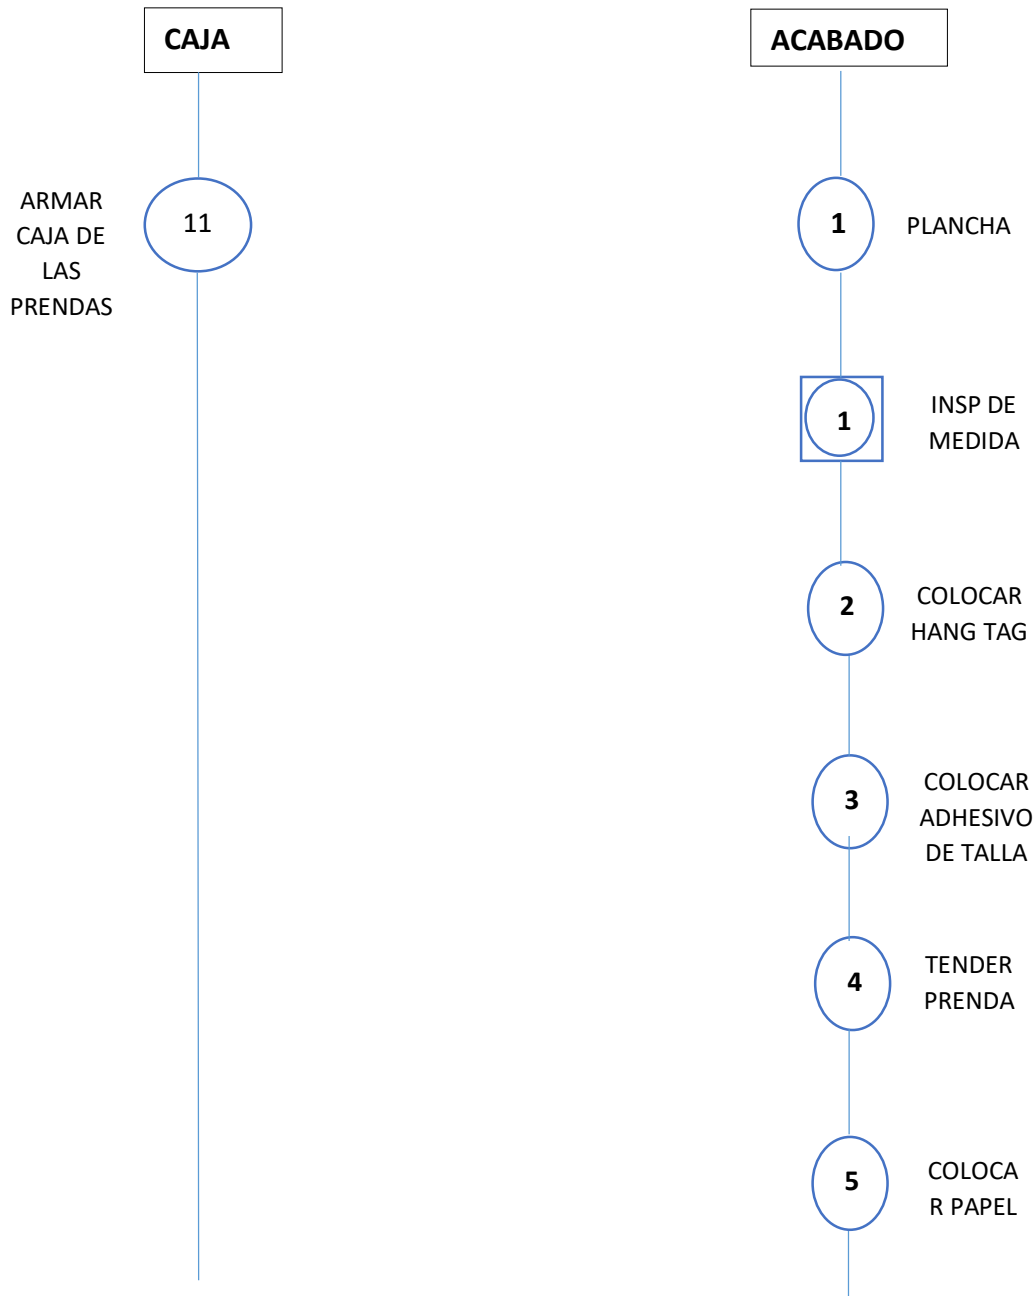 CAJA
ACABADO
ARMAR
CAJA DE
LAS
PRENDAS
11
1
PLANCHA
1
INSP DE
MEDIDA
2
COLOCAR
HANG TAG
3
COLOCAR
ADHESIVO
DE TALLA
4
TENDER
PRENDA
5
COLOCA
R PAPEL